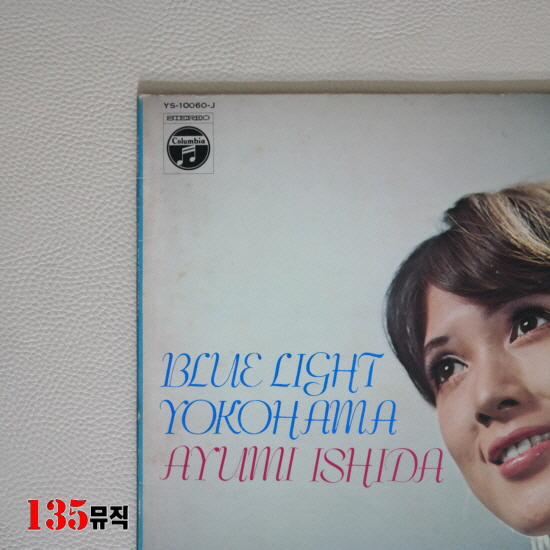 YS-10060-J
STEREO
Columbia
BLUE LIGHT
YOKOHAMA
AYUMI ISHIDA
135뮤직